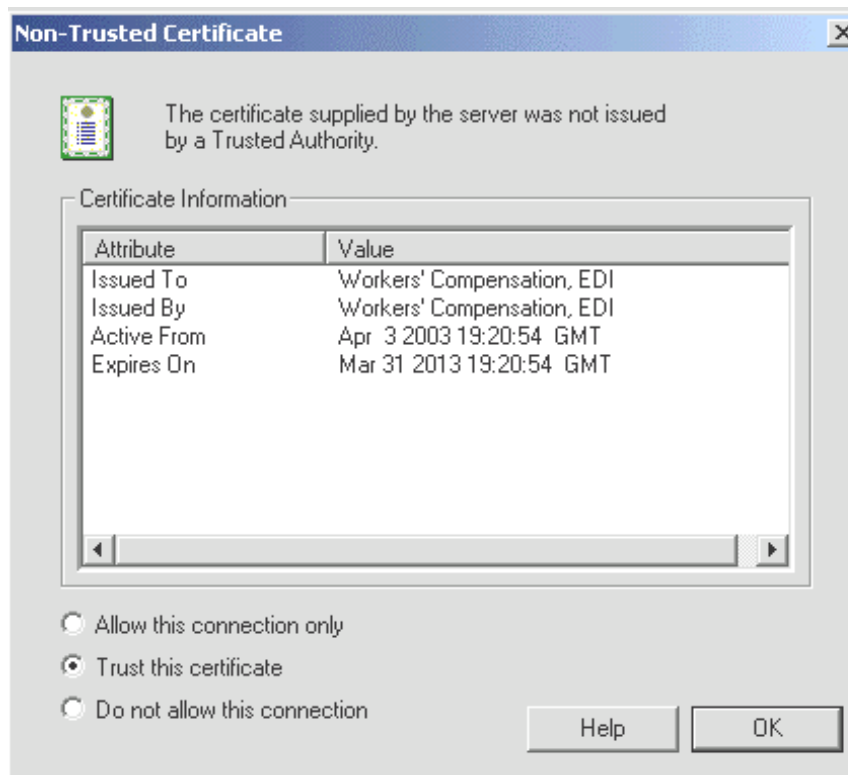 Non-Trusted Certificate
The certificate supplied by the server was not issued
by a Trusted Authority.
Certificate Information
Attribute Value
Issued To Workers' Compensation, EDI
Issued By Workers' Compensation, EDI
Active From Apr 3 2003 19:20:54 GMT
Expires On Mar 31 2013 19:20:54 GMT
Allow this connection only
Trust this certificate
Do not allow this connection
Help OK